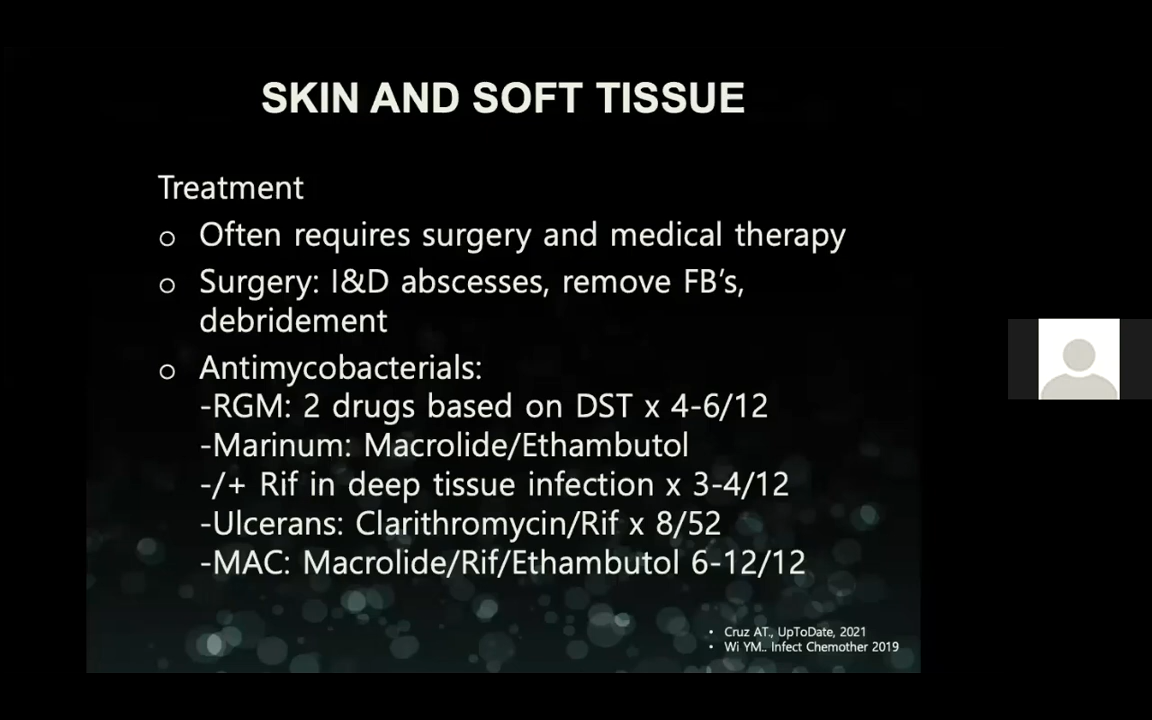 SKIN AND SOFT TISSUE
Treatment
o Often requires surgery and medical therapy
o Surgery: I&D abscesses, remove FB's,
debridement
o Antimycobacterials:
-RGM: 2 drugs based on DST x 4-6/12
-Marinum: Macrolide/Ethambutol
-/+ Rif in deep tissue infection x 3-4/12
-Ulcerans: Clarithromycin/Rif x 8/52
-MAC: Macrolide/Rif/Ethambutol 6-12/12
• Cruz AT., UpToDate, 2021
• Wi YM.. Infect Chemother 2019